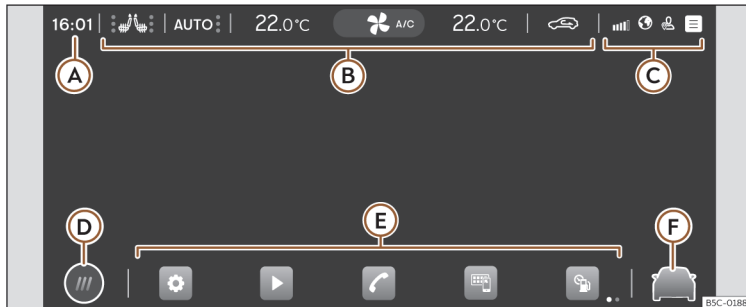 16:01 AUTO 22.0°C A/C 22.0°C
A B C
D E F
B5C-0188